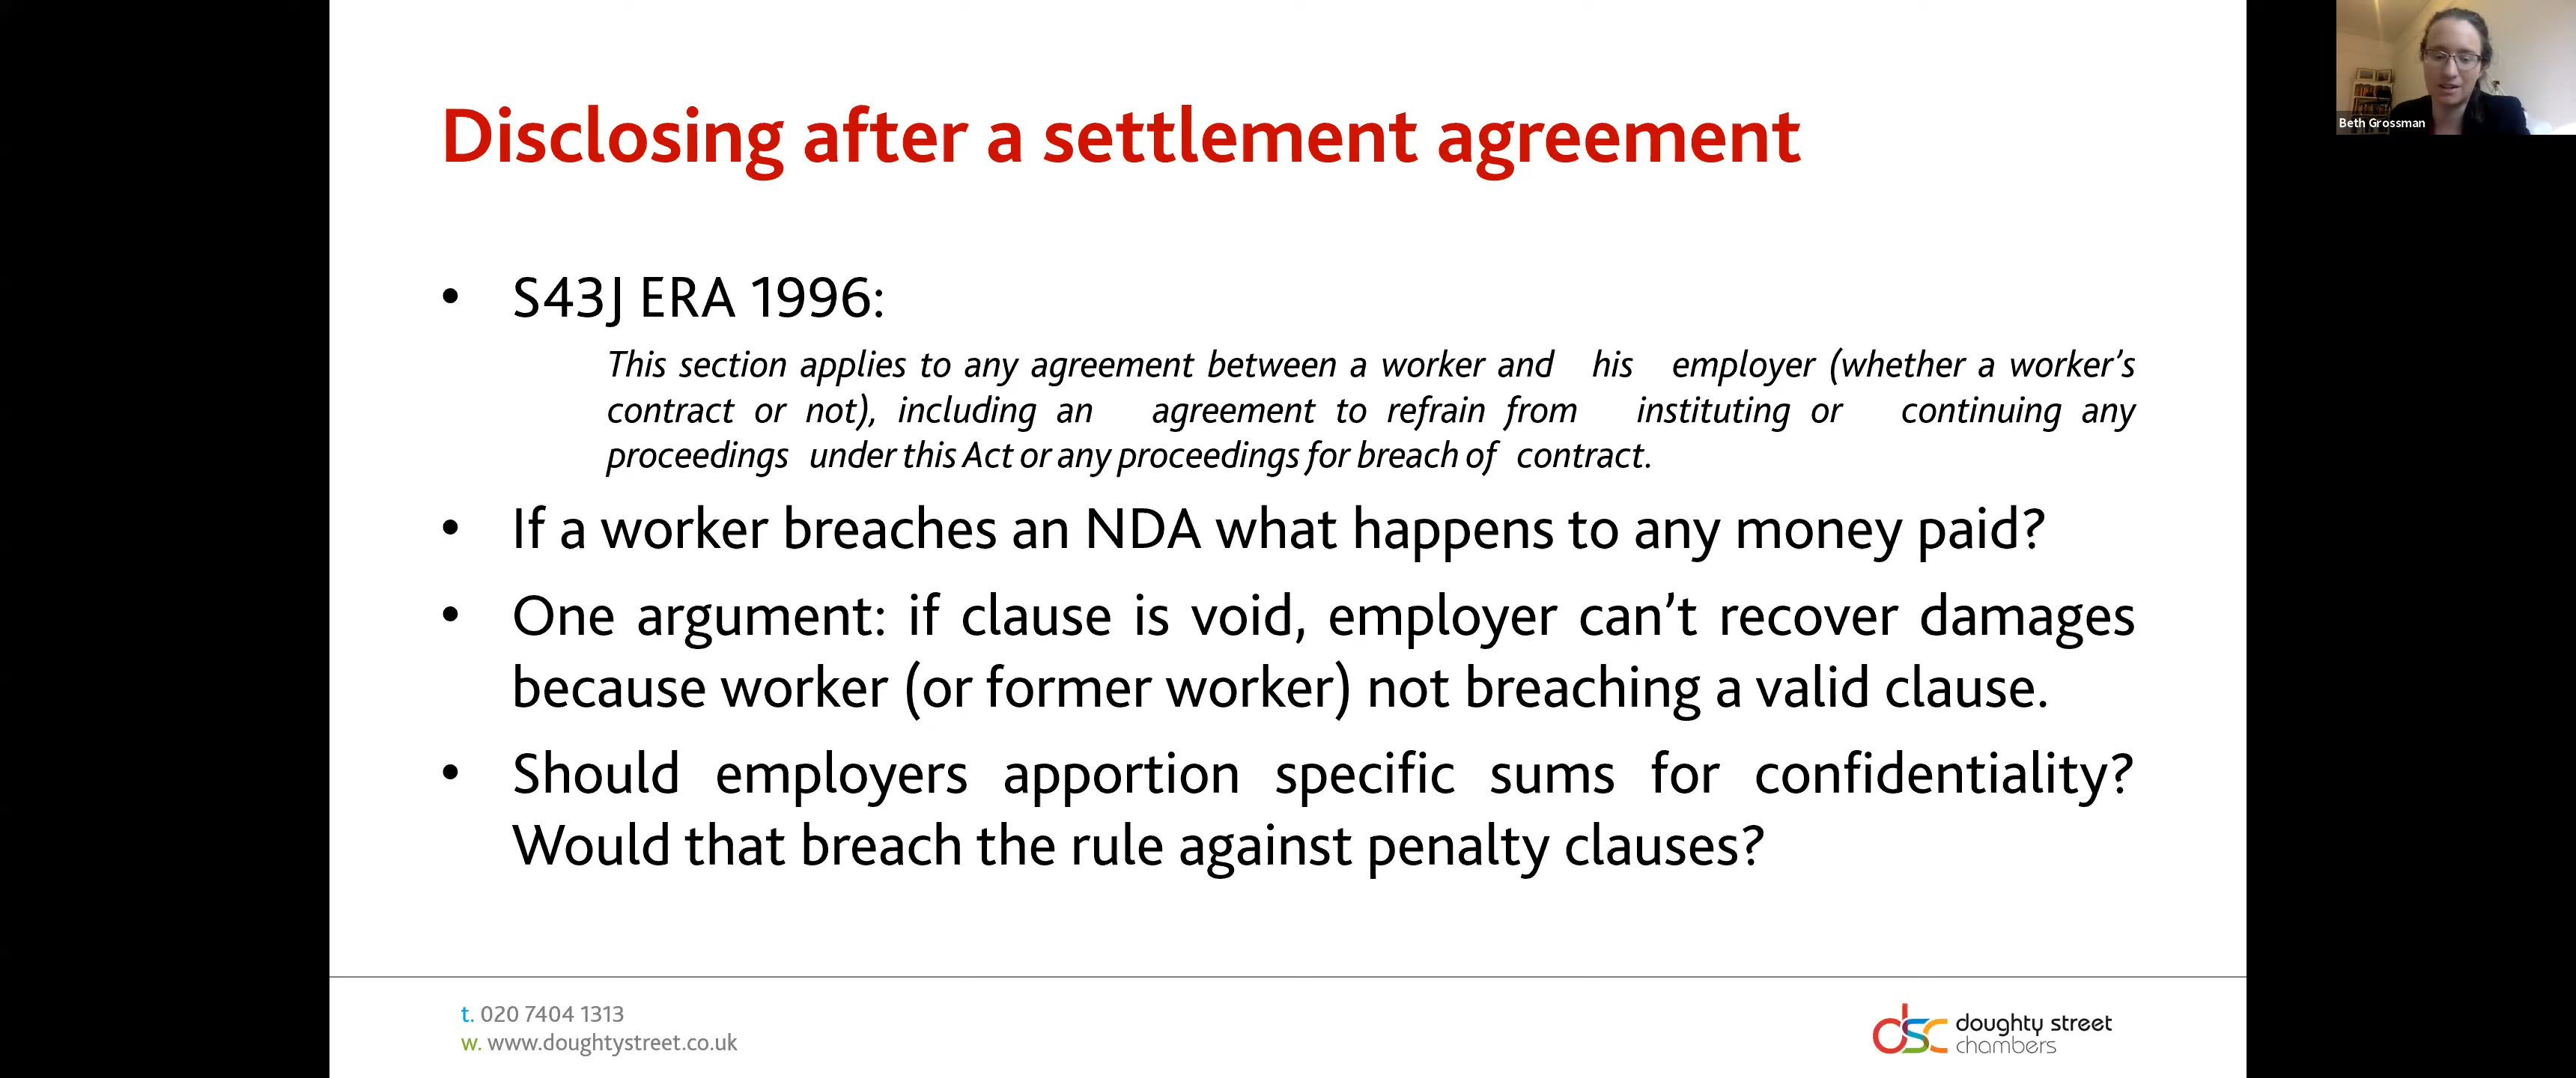 Disclosing after a settlement agreement
Beth Grossman
• S43J ERA 1996:
This section applies to any agreement between a worker and his employer (whether a worker’s
contract or not), including an agreement to refrain from instituting or continuing any
proceedings under this Act or any proceedings for breach of contract.
• If a worker breaches an NDA what happens to any money paid?
• One argument: if clause is void, employer can’t recover damages
because worker (or former worker) not breaching a valid clause.
• Should employers apportion specific sums for confidentiality?
Would that breach the rule against penalty clauses?
t. 020 7404 1313
w. www.doughtystreet.co.uk
dsc doughty street
chambers